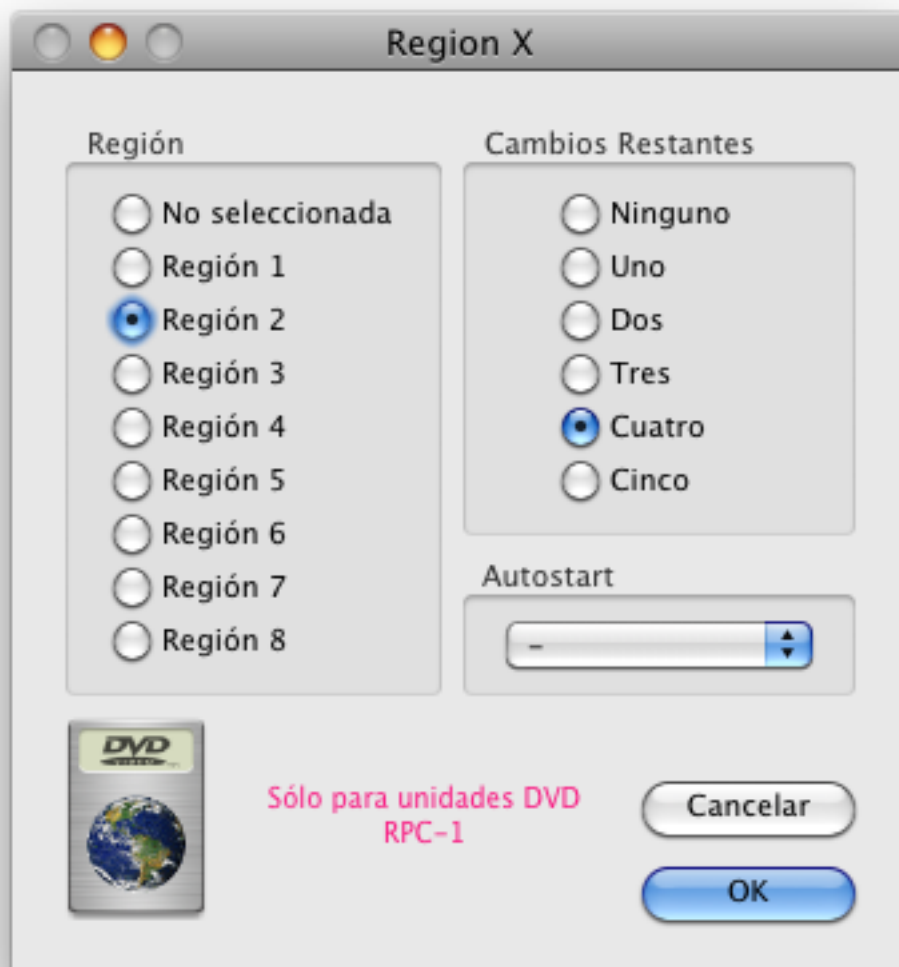 Region X
Región
No seleccionada
Región 1
Región 2
Región 3
Región 4
Región 5
Región 6
Región 7
Región 8
Cambios Restantes
Ninguno
Uno
Dos
Tres
Cuatro
Cinco
Autostart
-
DVD
VIDEO
Sólo para unidades DVD
RPC-1
Cancelar
OK